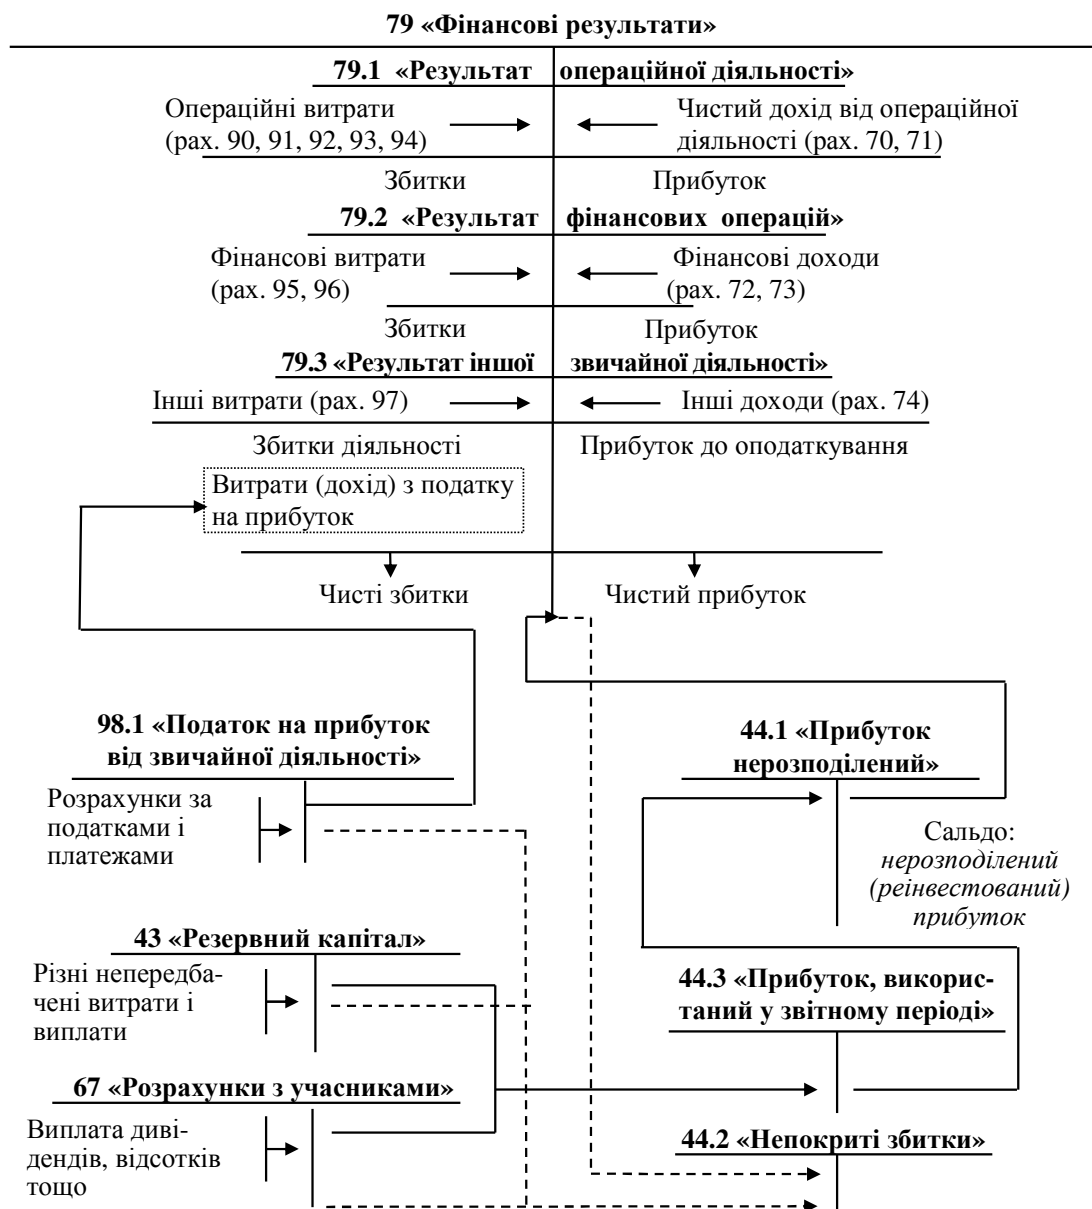 79 «Фінансові результати»
79.1 «Результат операційної діяльності»
Операційні витрати
(рах. 90, 91, 92, 93, 94)
Чистий дохід від операційної
діяльності (рах. 70, 71)
Збитки Прибуток
79.2 «Результат фінансових операцій»
Фінансові витрати
(рах. 95, 96)
Фінансові доходи
(рах. 72, 73)
Збитки Прибуток
79.3 «Результат іншої звичайної діяльності»
Інші витрати (рах. 97) Інші доходи (рах. 74)
Збитки діяльності Прибуток до оподаткування
Витрати (дохід) з податку
на прибуток
Чисті збитки Чистий прибуток
98.1 «Податок на прибуток
від звичайної діяльності»
Розрахунки за
податками і
платежами
44.1 «Прибуток
нерозподілений»
Сальдо:
нерозподілений
(реінвестований)
прибуток
43 «Резервний капітал»
Різні непередба-
чені витрати і
виплати
44.3 «Прибуток, викорис-
таний у звітному періоді»
67 «Розрахунки з учасниками»
Виплата диві-
дендів, відсотків
тощо
44.2 «Непокриті збитки»